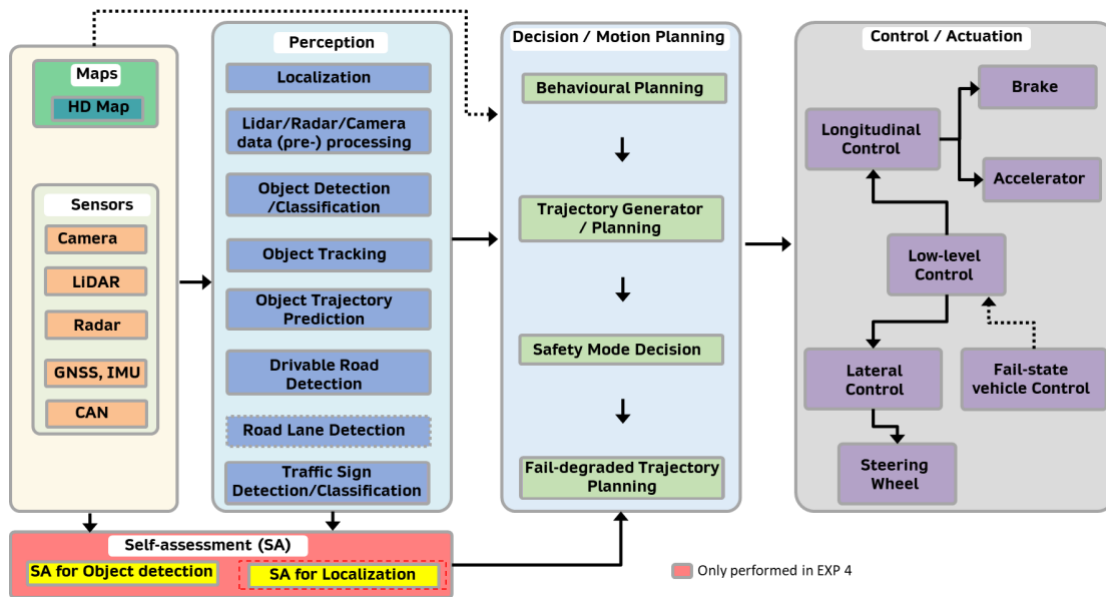 Maps
HD Map
Sensors
Camera
LiDAR
Radar
GNSS, IMU
CAN
Perception
Localization
Lidar/Radar/Camera
data (pre-) processing
Object Detection
/Classification
Object Tracking
Object Trajectory
Prediction
Drivable Road
Detection
Road Lane Detection
Traffic Sign
Detection/Classification
Decision / Motion Planning
Behavioural Planning
Trajectory Generator
/ Planning
Safety Mode Decision
Fail-degraded Trajectory
Planning
Control / Actuation
Brake
Longitudinal
Control
Accelerator
Low-level
Control
Lateral
Control
Fail-state
vehicle Control
Steering
Wheel
Self-assessment (SA)
SA for Object detection
SA for Localization
Only performed in EXP 4